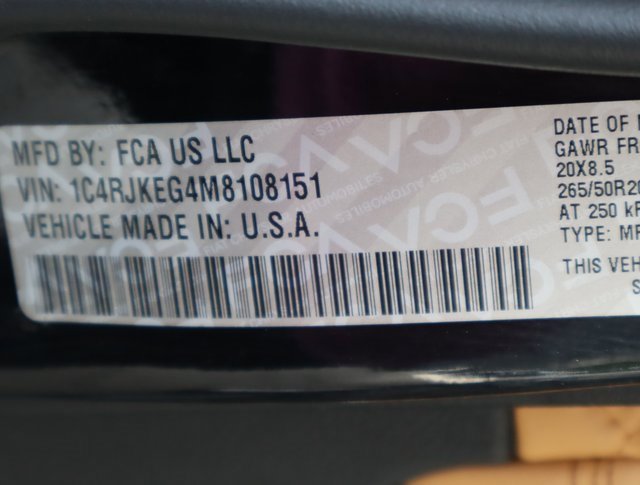 MFD BY: FCA US LLC
VIN: 1C4RJKEG4M8108151
VEHICLE MADE IN: U.S.A.
DATE OF
GAWR FR
20X8.5
265/50R20
AT 250
TYPE:
THIS VEH